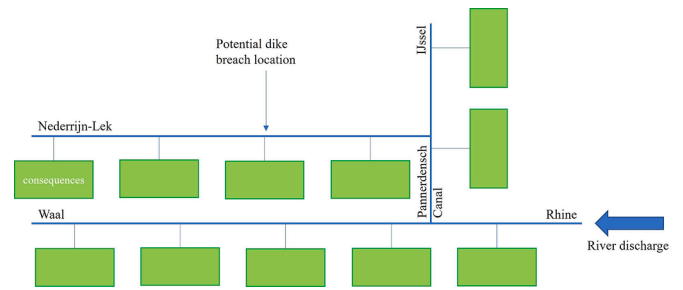 Potential dike
breach location
IJssel
Nederrijn-Lek
consequences
Pannerdensch
Canal
Waal
Rhine
River discharge